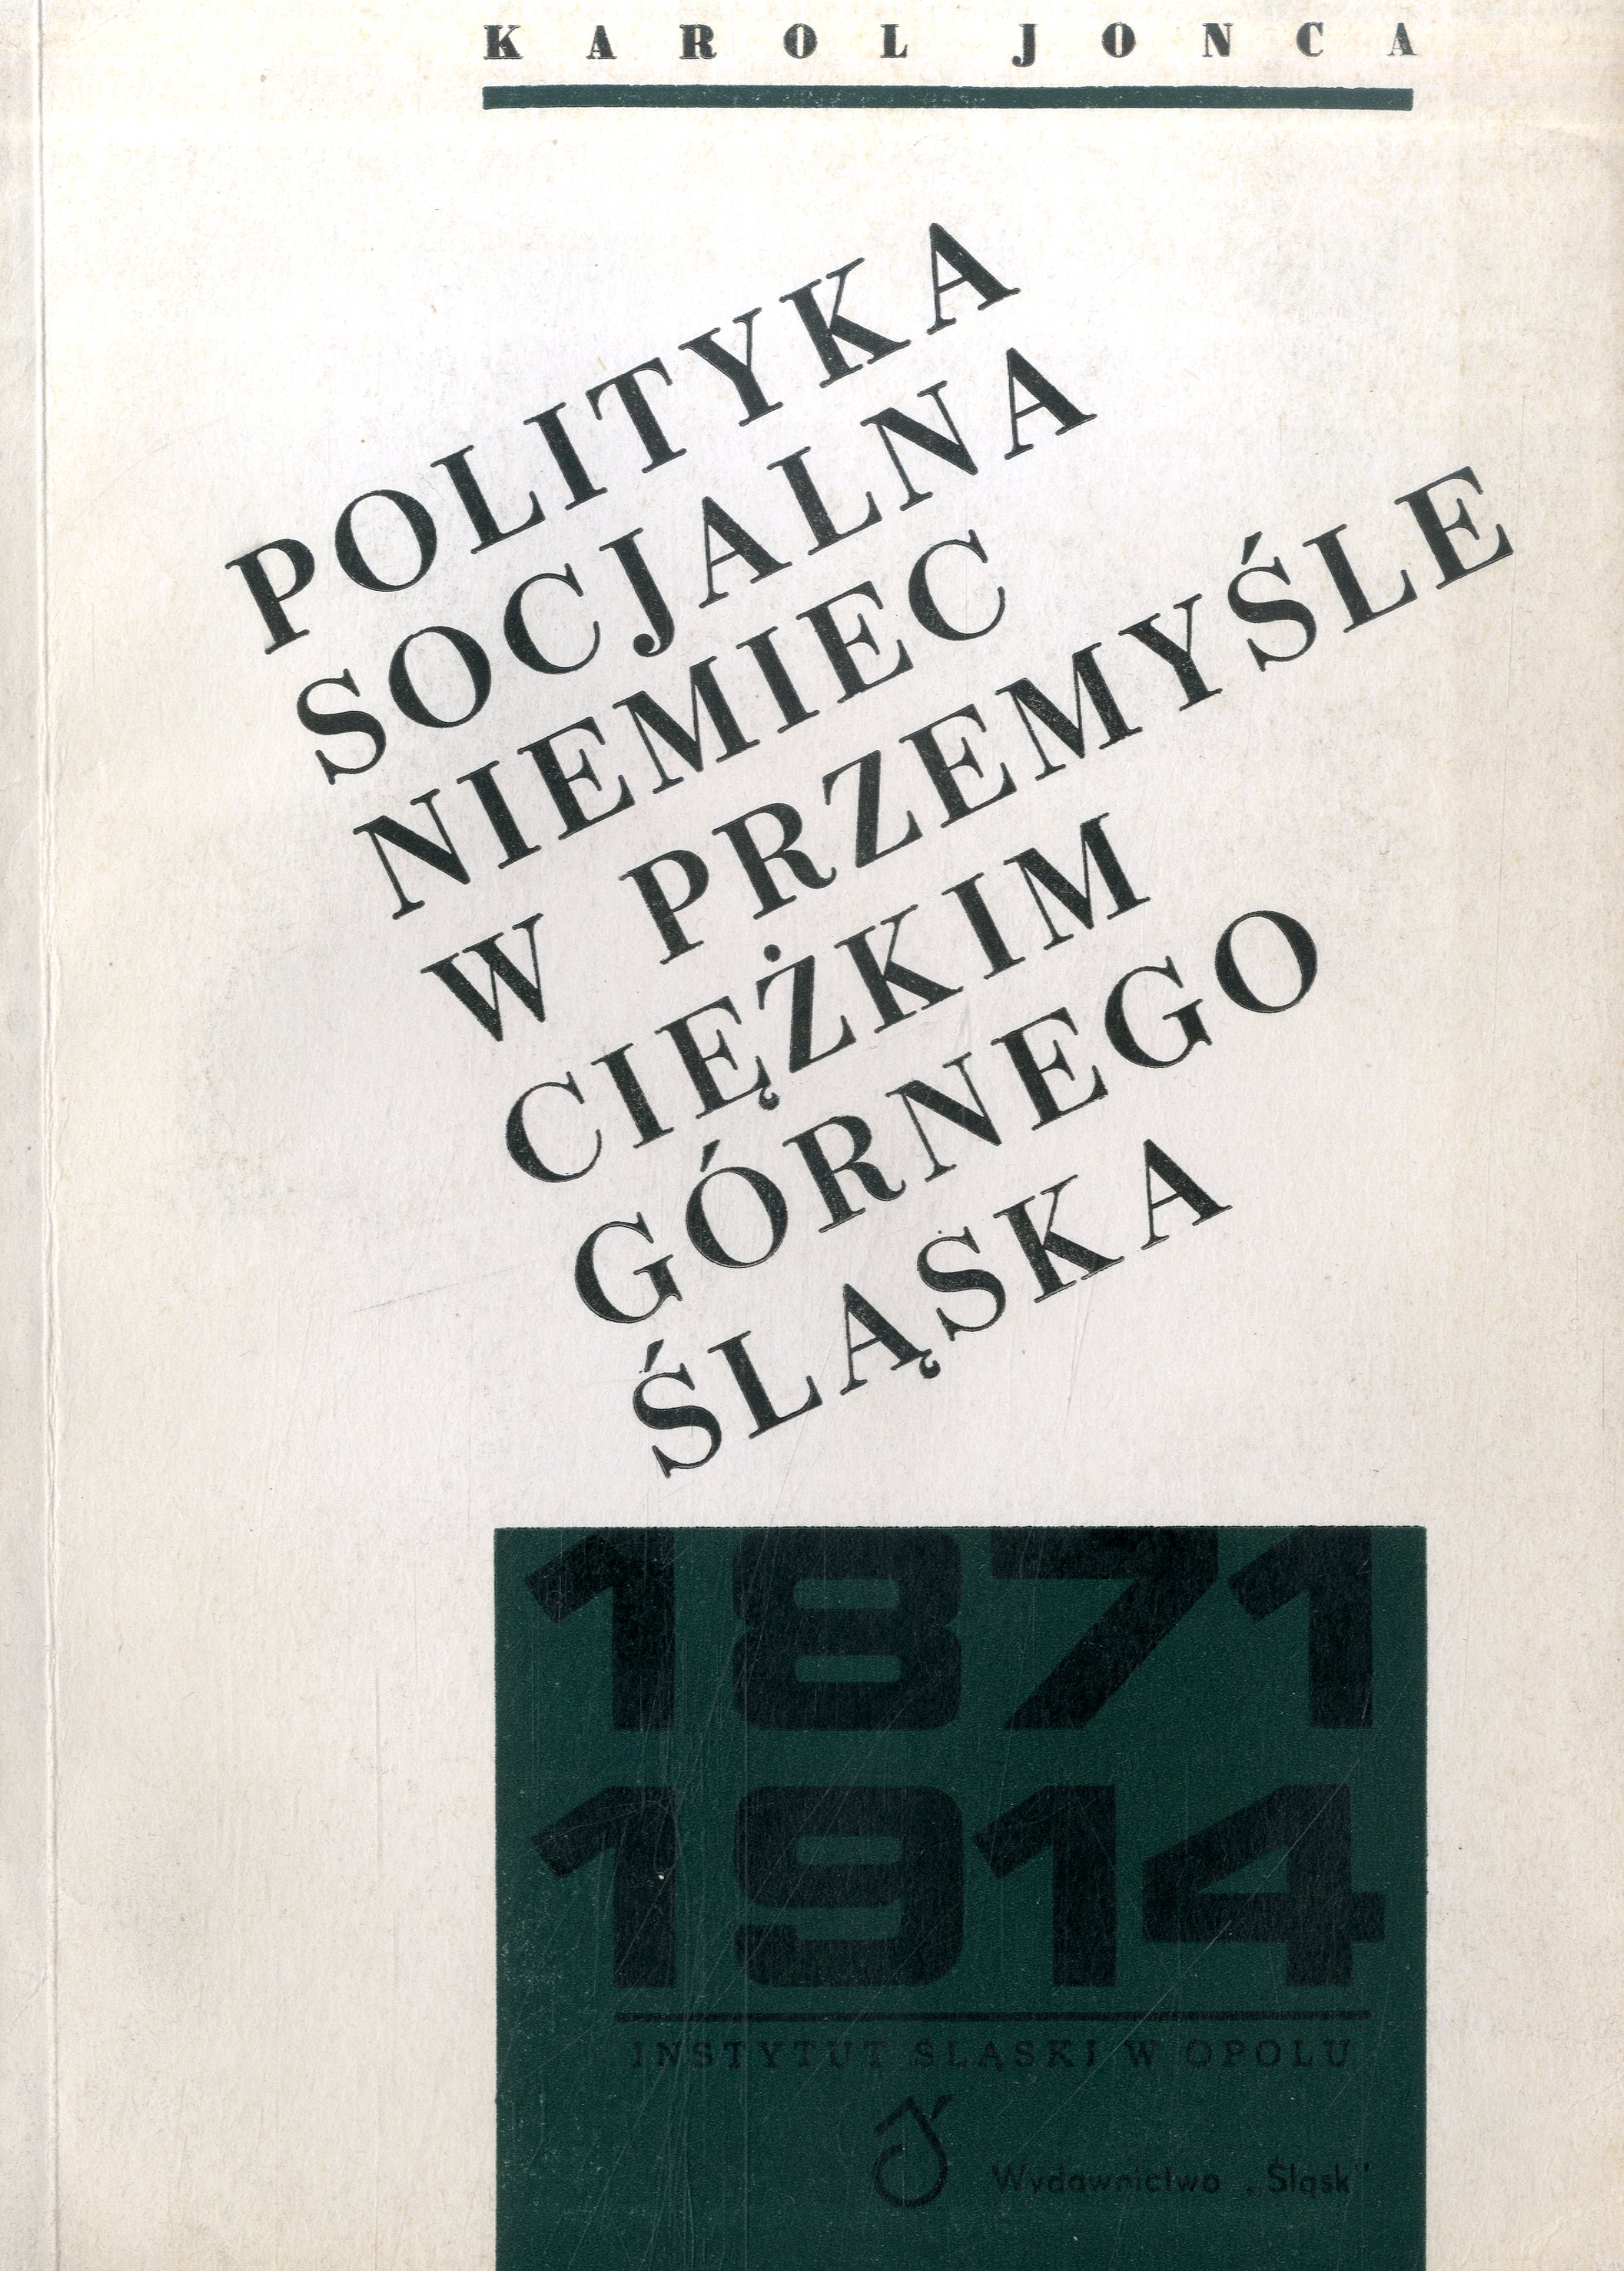 KAROL JONCA
POLITYKA
SOCJALNA
NIEMIEC
W PRZEMYŚLE
CIĘŻKIM
GÓRNEGO
ŚLĄSKA
1871
1914
INSTYTUT ŚLĄSKI W OPOLU
Wydawnictwo „Śląsk"